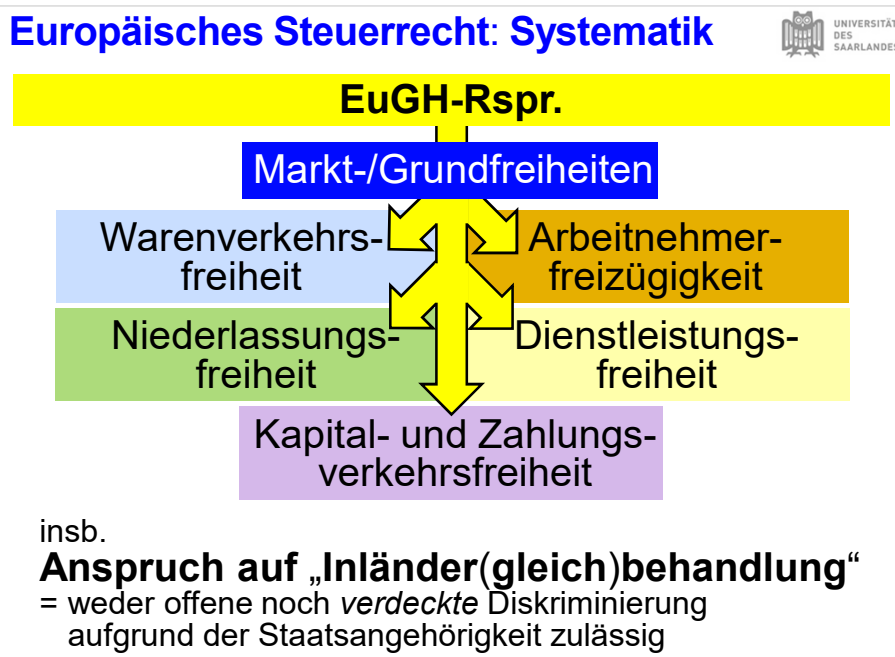 Europäisches Steuerrecht: Systematik
UNIVERSITÄT
DES
SAARLANDES
EuGH-Rspr.
Markt-/Grundfreiheiten
Warenverkehrs-
freiheit
Arbeitnehmer-
freizügigkeit
Niederlassungs-
freiheit
Dienstleistungs-
freiheit
Kapital- und Zahlungs-
verkehrsfreiheit
insb.
Anspruch auf „Inländer(gleich)behandlung“
= weder offene noch verdeckte Diskriminierung
aufgrund der Staatsangehörigkeit zulässig